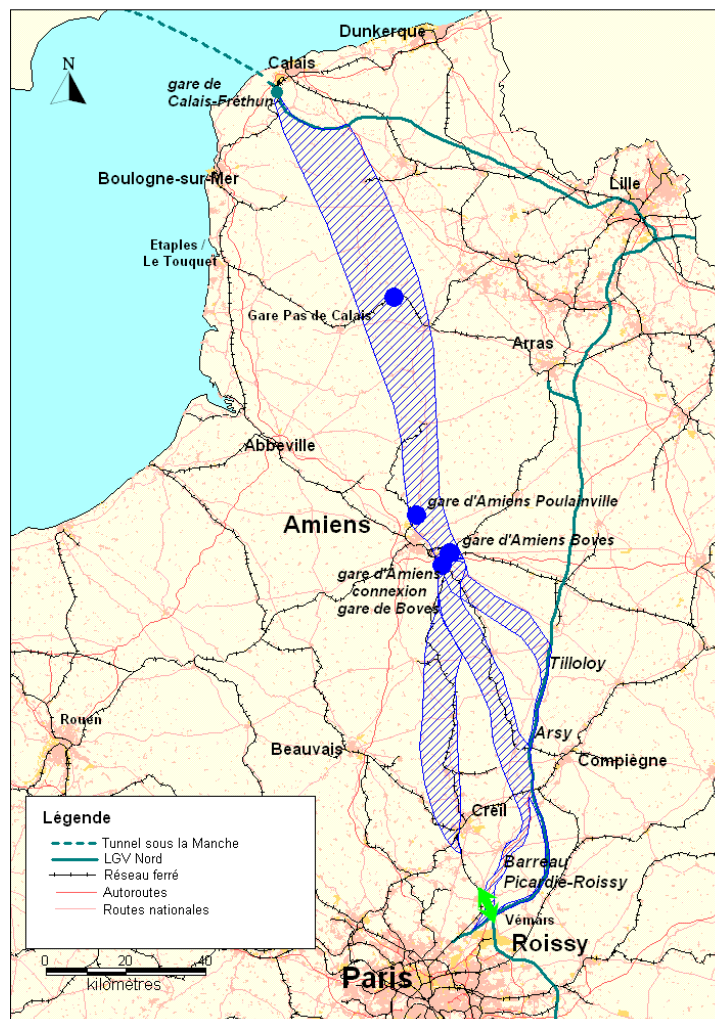 Dunkerque
Calais
N
gare de
Calais-Fréthun
Boulogne-sur-Mer
Lille
Etaples /
Le Touquet
Gare Pas de Calais
Arras
Abbeville
gare d'Amiens Poulainville
Amiens
gare d'Amiens Boves
gare d'Amiens
connexion
gare de Boves
Tilloloy
Rouen
Arsy
Beauvais
Compiègne
Creil
Barreau
Picardie-Roissy
Vémars
Roissy
Paris
Légende
Tunnel sous la Manche
LGV Nord
Réseau ferré
Autoroutes
Routes nationales
0 20 40
kilomètres